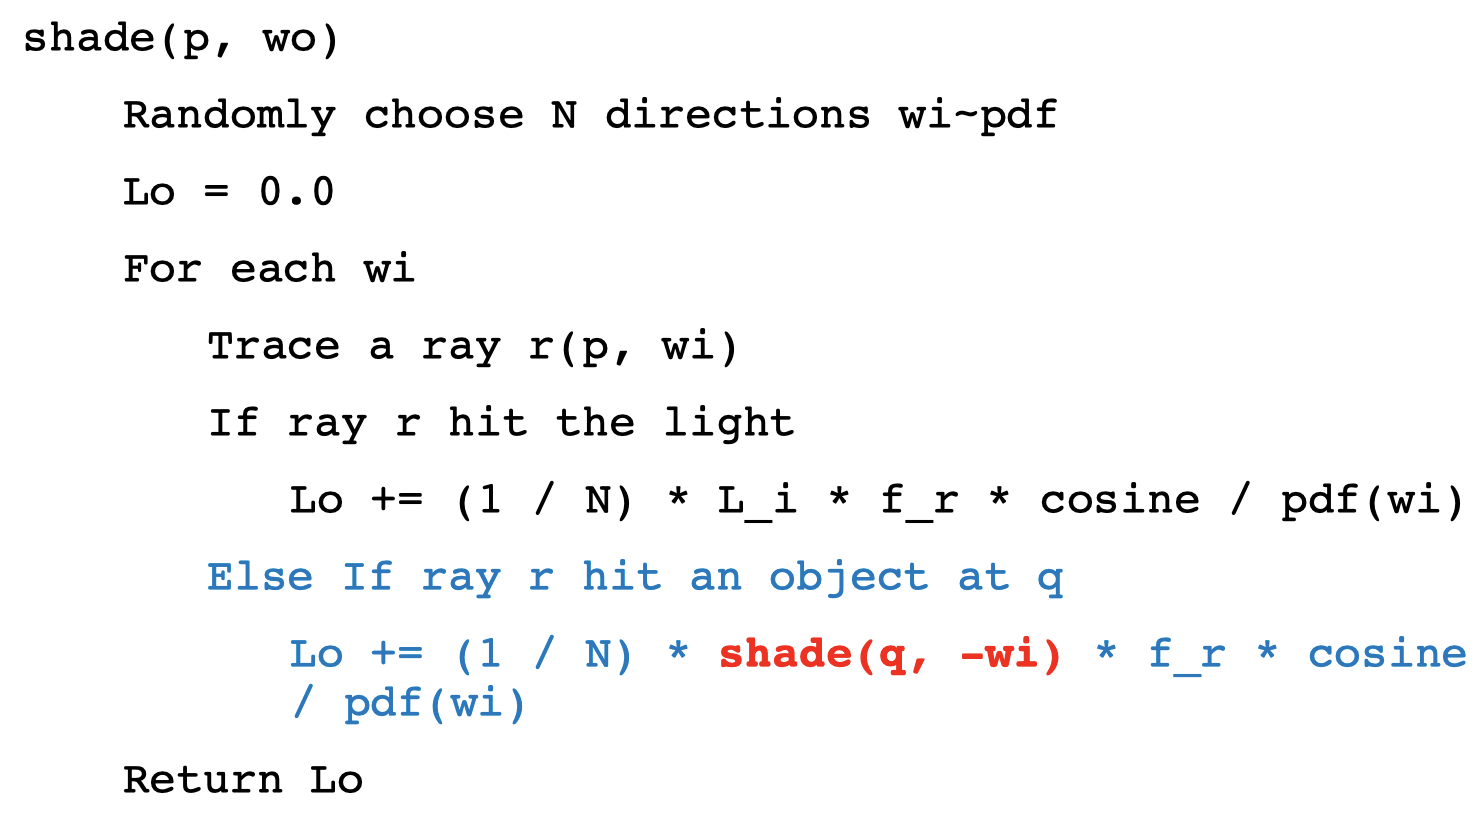 shade(p, wo)
Randomly choose N directions wi~pdf
Lo = 0.0
For each wi
Trace a ray r(p, wi)
If ray r hit the light
Lo += (1 / N) * L_i * f_r * cosine / pdf(wi)
Else If ray r hit an object at q
Lo += (1 / N) * shade(q, -wi) * f_r * cosine
/ pdf(wi)
Return Lo